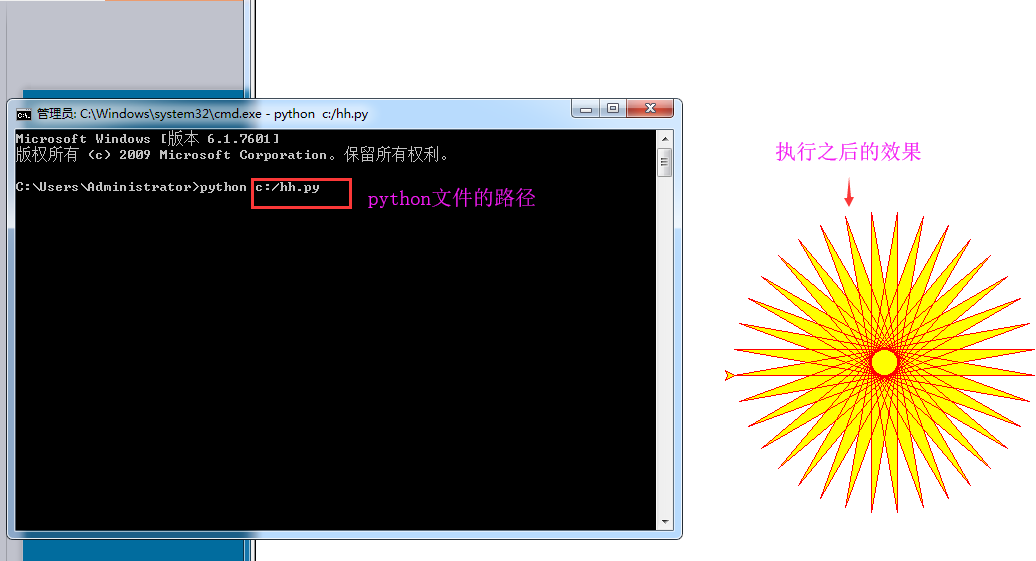 管理员: C:\Windows\system32\cmd.exe - python  c:/hh.py
Microsoft Windows [版本 6.1.7601]
版权所有 (c) 2009 Microsoft Corporation。保留所有权利。
C:\Users\Administrator>python c:/hh.py
python文件的路径
执行之后的效果